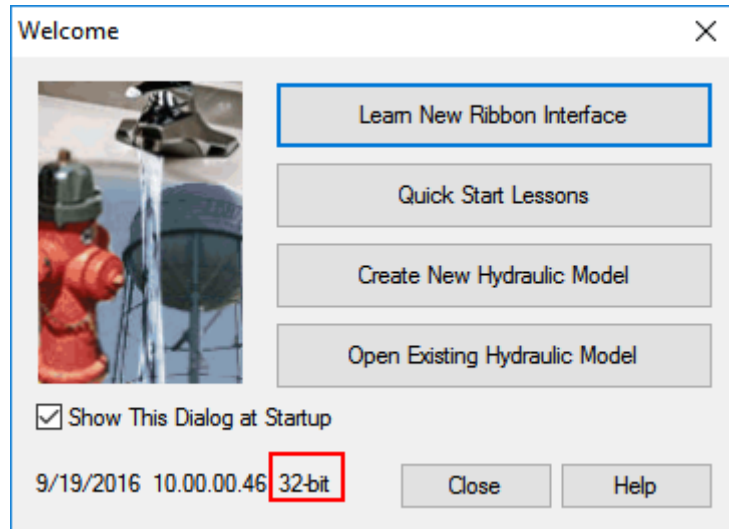 Welcome
Learn New Ribbon Interface
Quick Start Lessons
Create New Hydraulic Model
Open Existing Hydraulic Model
Show This Dialog at Startup
9/19/2016 10.00.00.46 32-bit Close Help